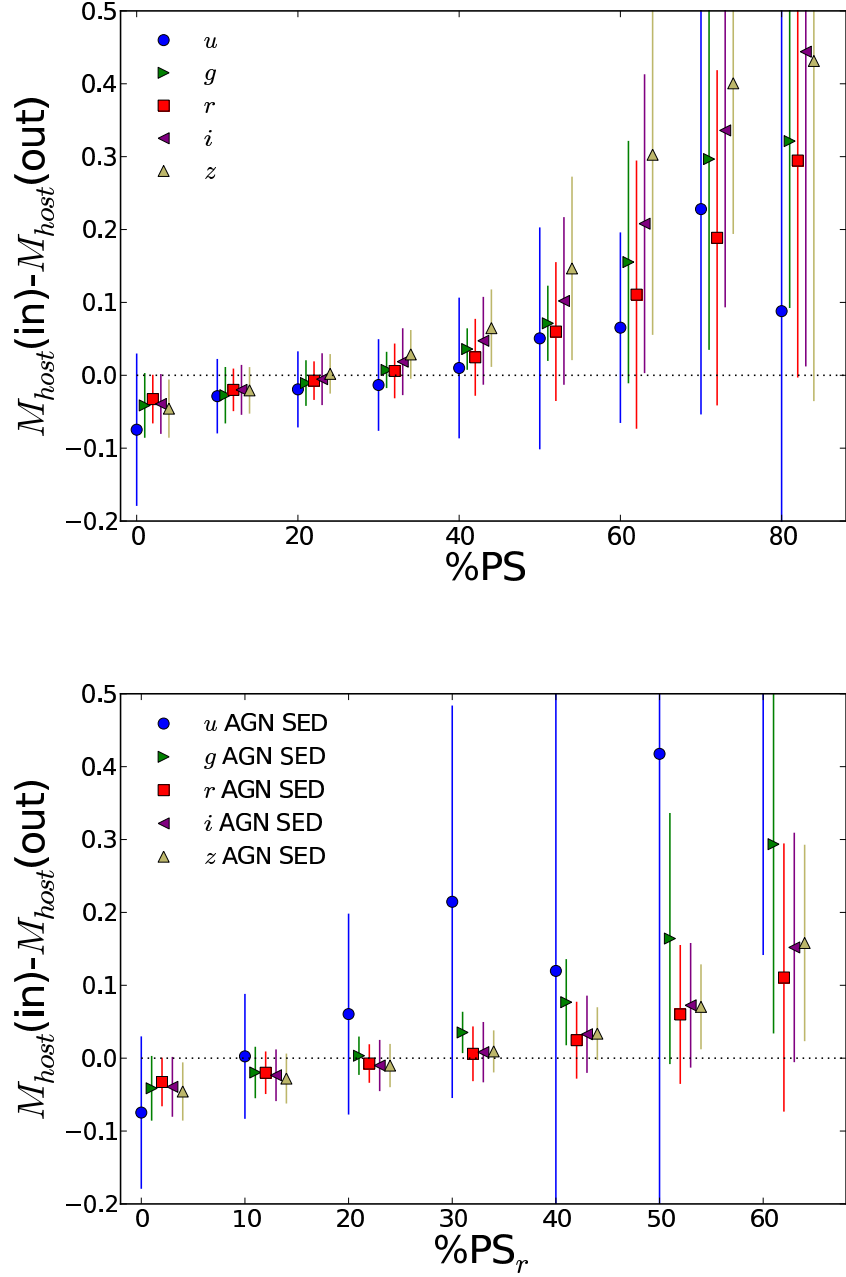 0.5
0.4
0.3
0.2
0.1
0.0
−0.1
−0.2
M_host(in)-M_host(out)
u
g
r
i
z
0 20 40 60 80
%PS
0.5
0.4
0.3
0.2
0.1
0.0
−0.1
−0.2
M_host(in)-M_host(out)
u AGN SED
g AGN SED
r AGN SED
i AGN SED
z AGN SED
0 10 20 30 40 50 60
%PS_r